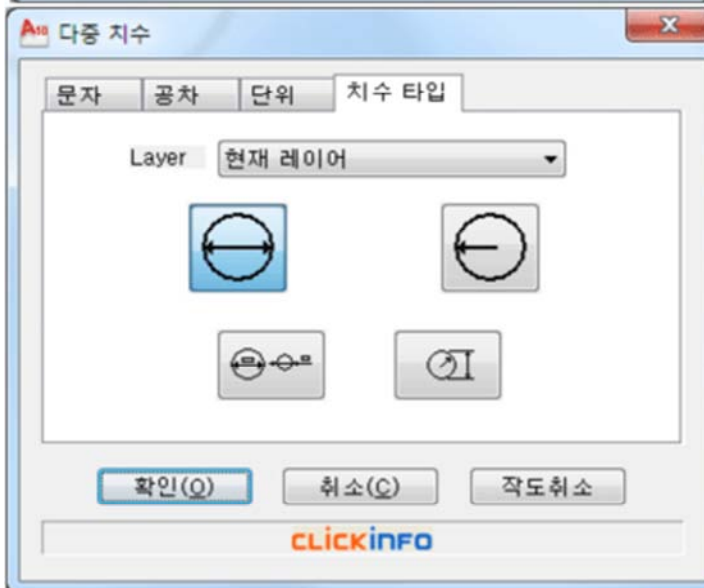 A10 다중 치수
문자 공차 단위 치수 타입
Layer 현재 레이어
확인(O) 취소(C) 작도취소
CLiCKiNFO